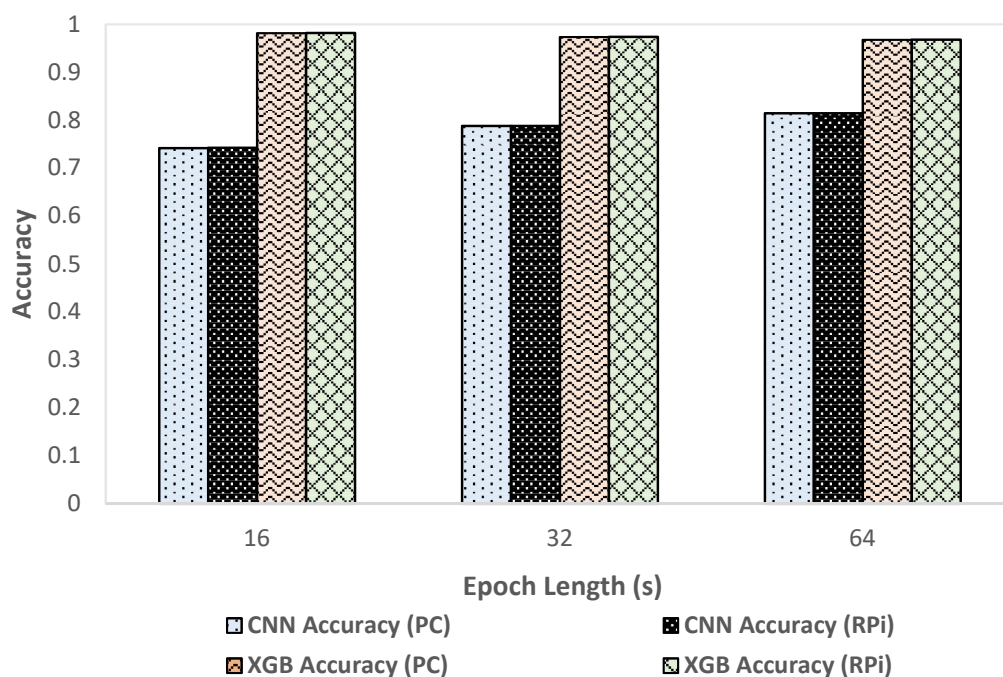 1
0.9
0.8
0.7
0.6
0.5
0.4
0.3
0.2
0.1
0
Accuracy
16 32 64
Epoch Length (s)
CNN Accuracy (PC) CNN Accuracy (RPi)
XGB Accuracy (PC) XGB Accuracy (RPi)